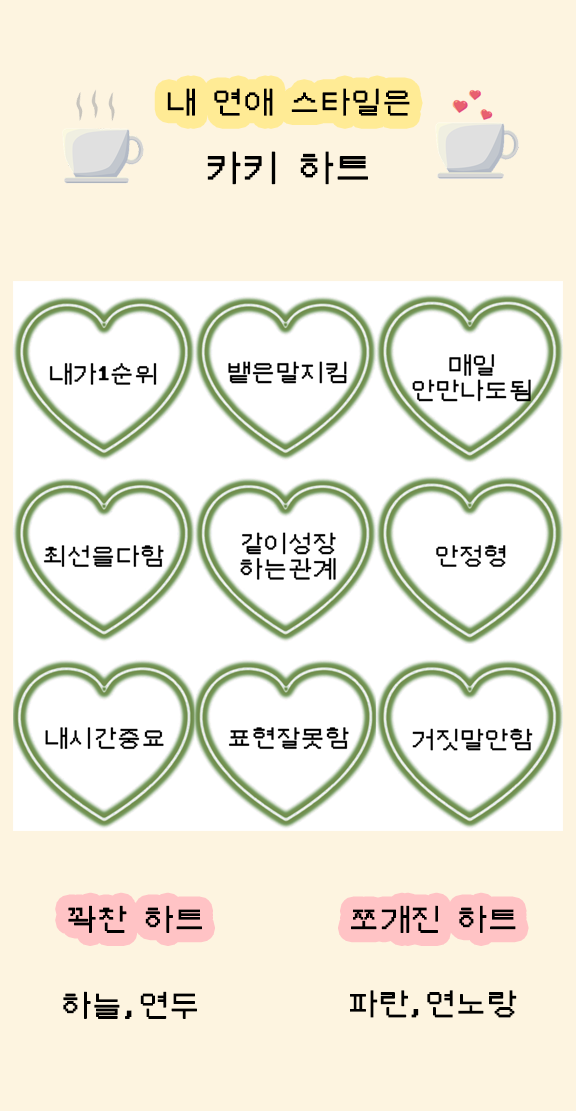 내 연애 스타일은
카키 하트
내가1순위
뱉은말지킴
매일
안만나도됨
최선을다함
같이성장
하는관계
안정형
내시간중요
표현잘못함
거짓말안함
꽉찬 하트
쪼개진 하트
하늘,연두
파란,연노랑